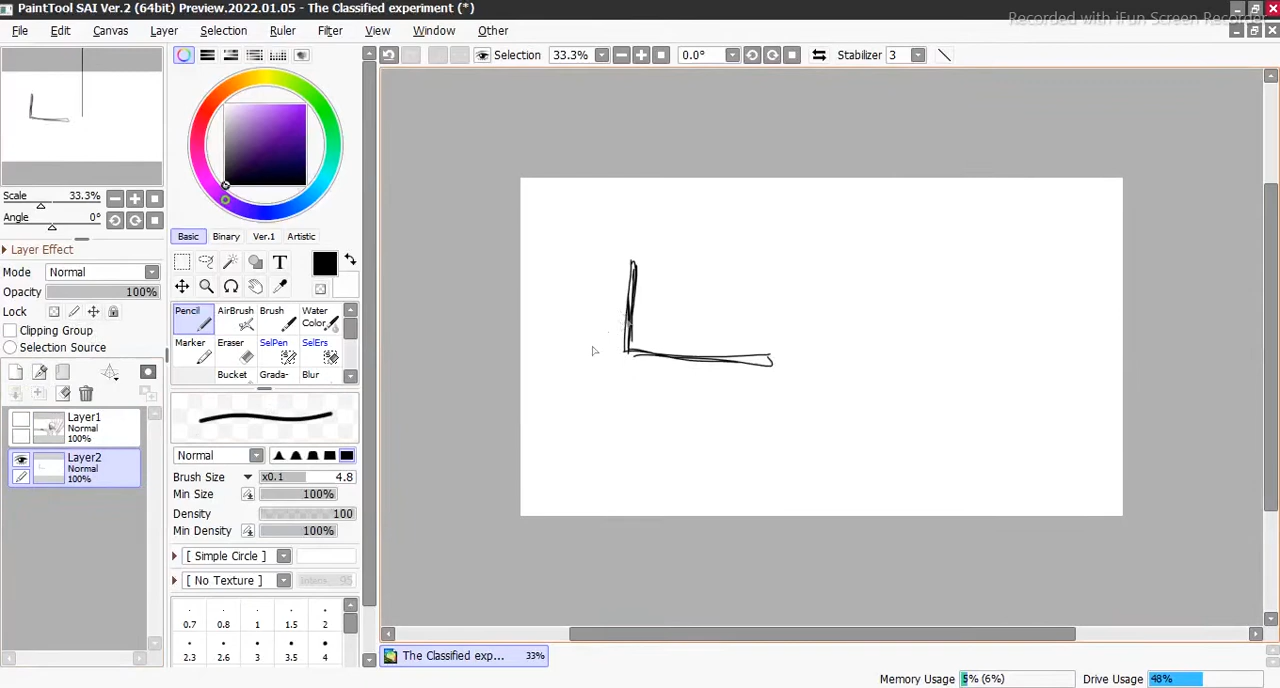 PaintTool SAI Ver.2 (64bit) Preview.2022.01.05 - The Classified experiment (*)
Recorded with iFun Screen Recorder
File Edit Canvas Layer Selection Ruler Filter View Window Other
Selection 33.3% 0.0° Stabilizer 3
Scale 33.3%
Angle 0°
Layer Effect
Mode Normal
Opacity 100%
Lock
Clipping Group
Selection Source
Layer1
Normal
100%
Layer2
Normal
100%
Basic Binary Ver.1 Artistic
T
Pencil AirBrush Brush Water Color
Marker Eraser SelPen SelErs
Bucket Grada- Blur
Normal
Brush Size x0.1 4.8
Min Size 100%
Density 100
Min Density 100%
[ Simple Circle ]
[ No Texture ] Intens 95
0.7 0.8 1 1.5 2
2.3 2.6 3 3.5 4
L
The Classified exp... 33%
Memory Usage 5% (6%) Drive Usage 48%